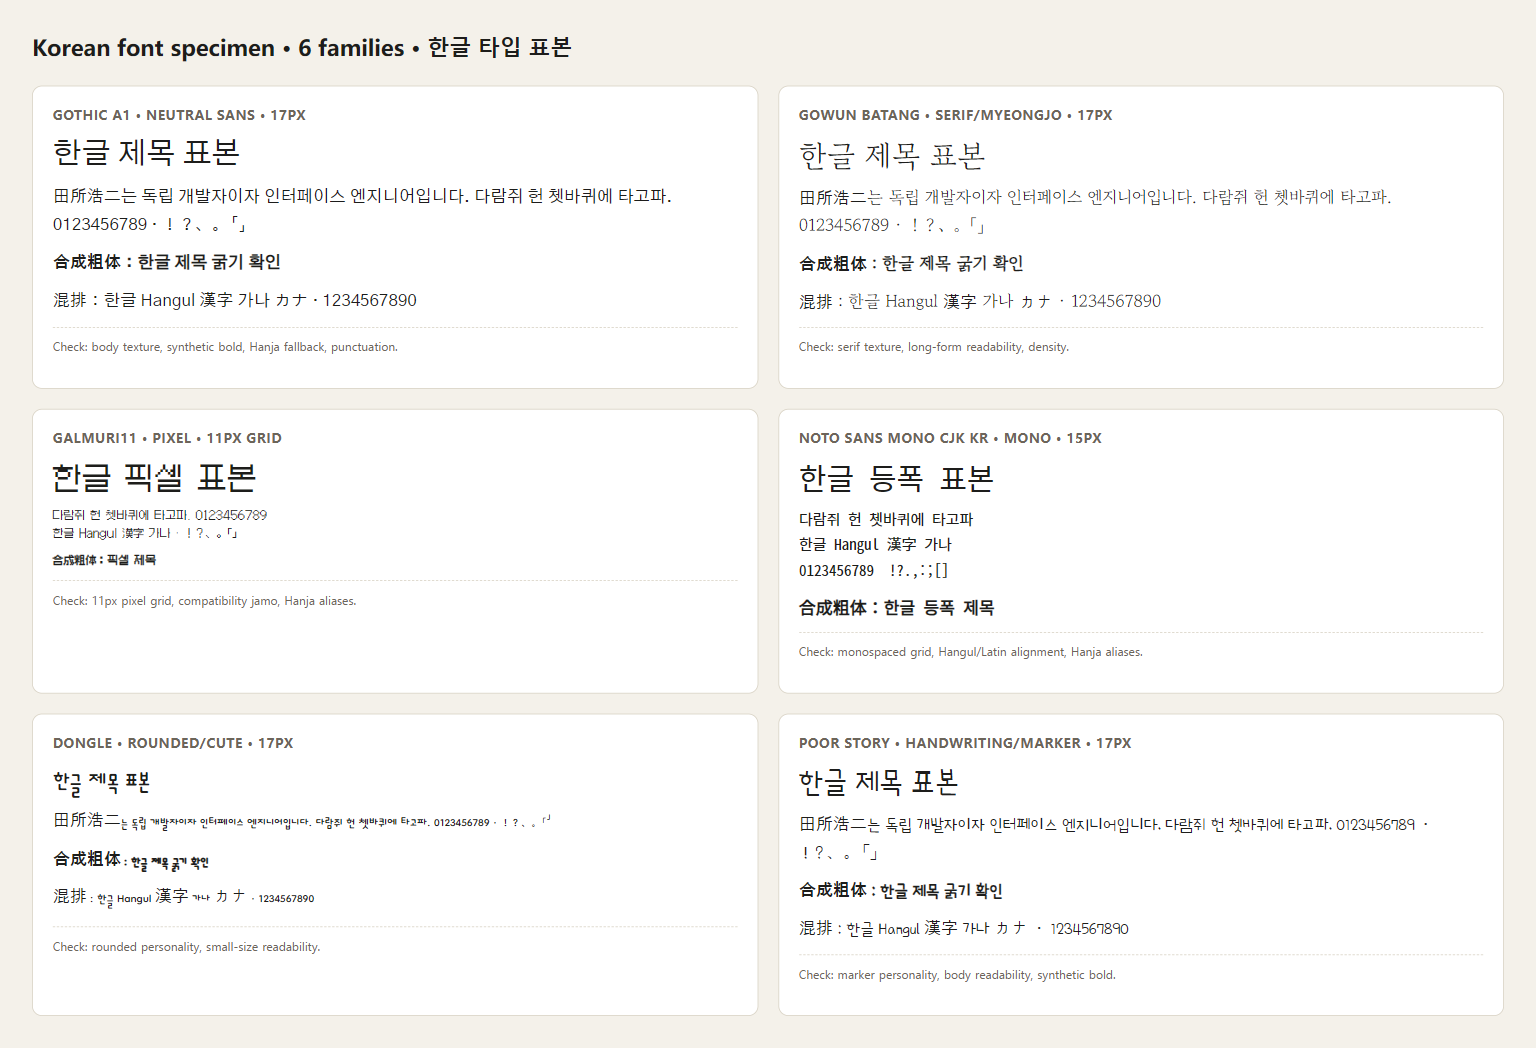 Korean font specimen • 6 families • 한글 타입 표본
GOTHIC A1 • NEUTRAL SANS • 17PX
한글 제목 표본
田所浩二는 독립 개발자이자 인터페이스 엔지니어입니다. 다람쥐 헌 쳇바퀴에 타고파.
0123456789 · ！？、。「」
合成粗体：한글 제목 굵기 확인
混排：한글 Hangul 漢字 가나 カナ · 1234567890
Check: body texture, synthetic bold, Hanja fallback, punctuation.
GOWUN BATANG • SERIF/MYEONGJO • 17PX
한글 제목 표본
田所浩二는 독립 개발자이자 인터페이스 엔지니어입니다. 다람쥐 헌 쳇바퀴에 타고파.
0123456789 · ！？、。「」
合成粗体：한글 제목 굵기 확인
混排：한글 Hangul 漢字 가나 カナ · 1234567890
Check: serif texture, long-form readability, density.
GALMURI11 • PIXEL • 11PX GRID
한글 픽셀 표본
다람쥐 헌 쳇바퀴에 타고파. 0123456789
한글 Hangul 漢字 가나 · ！？、。「」
合成粗体：픽셀 제목
Check: 11px pixel grid, compatibility jamo, Hanja aliases.
NOTO SANS MONO CJK KR • MONO • 15PX
한글 등폭 표본
다람쥐 헌 쳇바퀴에 타고파
한글 Hangul 漢字 가나
0123456789 !?.,:;[]
合成粗体：한글 등폭 제목
Check: monospaced grid, Hangul/Latin alignment, Hanja aliases.
DONGLE • ROUNDED/CUTE • 17PX
한글 제목 표본
田所浩二는 독립 개발자이자 인터페이스 엔지니어입니다. 다람쥐 헌 쳇바퀴에 타고파. 0123456789 · ！？、。「」
合成粗体：한글 제목 굵기 확인
混排：한글 Hangul 漢字 가나 カナ · 1234567890
Check: rounded personality, small-size readability.
POOR STORY • HANDWRITING/MARKER • 17PX
한글 제목 표본
田所浩二는 독립 개발자이자 인터페이스 엔지니어입니다. 다람쥐 헌 쳇바퀴에 타고파. 0123456789 ·
！？、。「」
合成粗体：한글 제목 굵기 확인
混排：한글 Hangul 漢字 가나 カナ · 1234567890
Check: marker personality, body readability, synthetic bold.